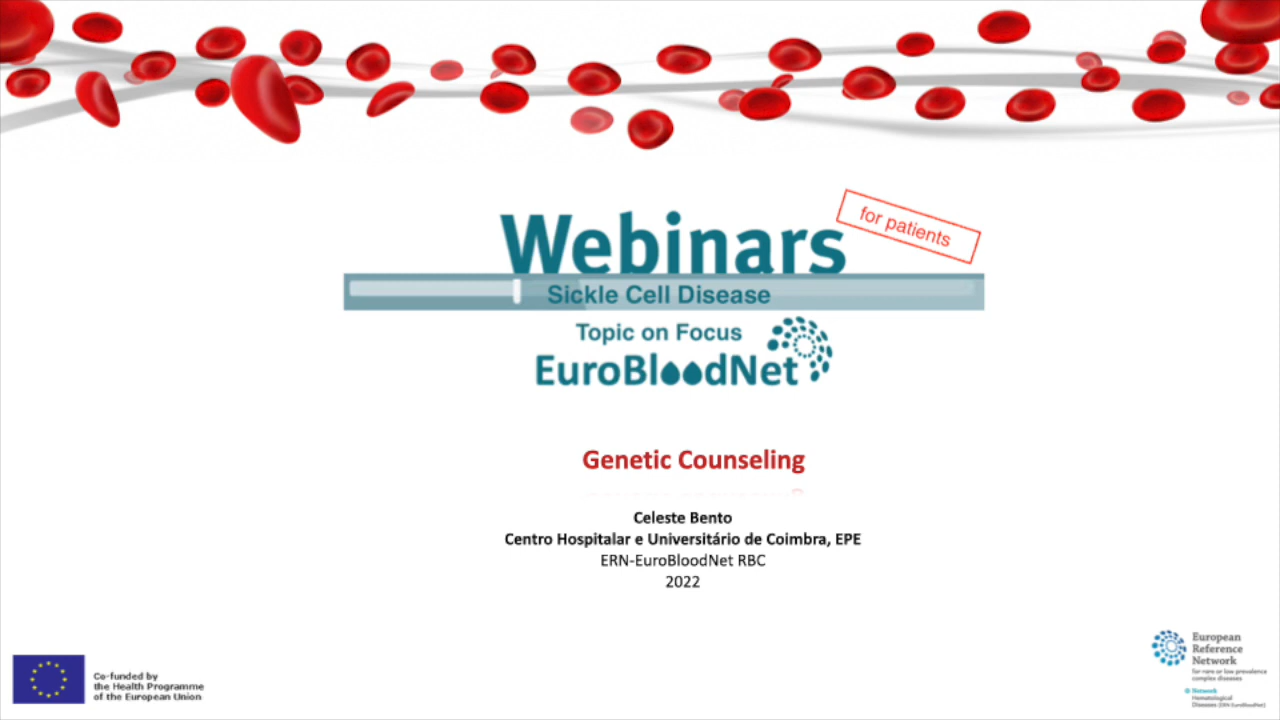 Webinars
for patients
Sickle Cell Disease
Topic on Focus
EuroBloodNet
Genetic Counseling
Celeste Bento
Centro Hospitalar e Universitário de Coimbra, EPE
ERN-EuroBloodNet RBC
2022
Co-funded by
the Health Programme
of the European Union
European
Reference
Network
for rare or low prevalence
complex diseases
Network
Hematological
Diseases (ERN-EuroBloodNet)